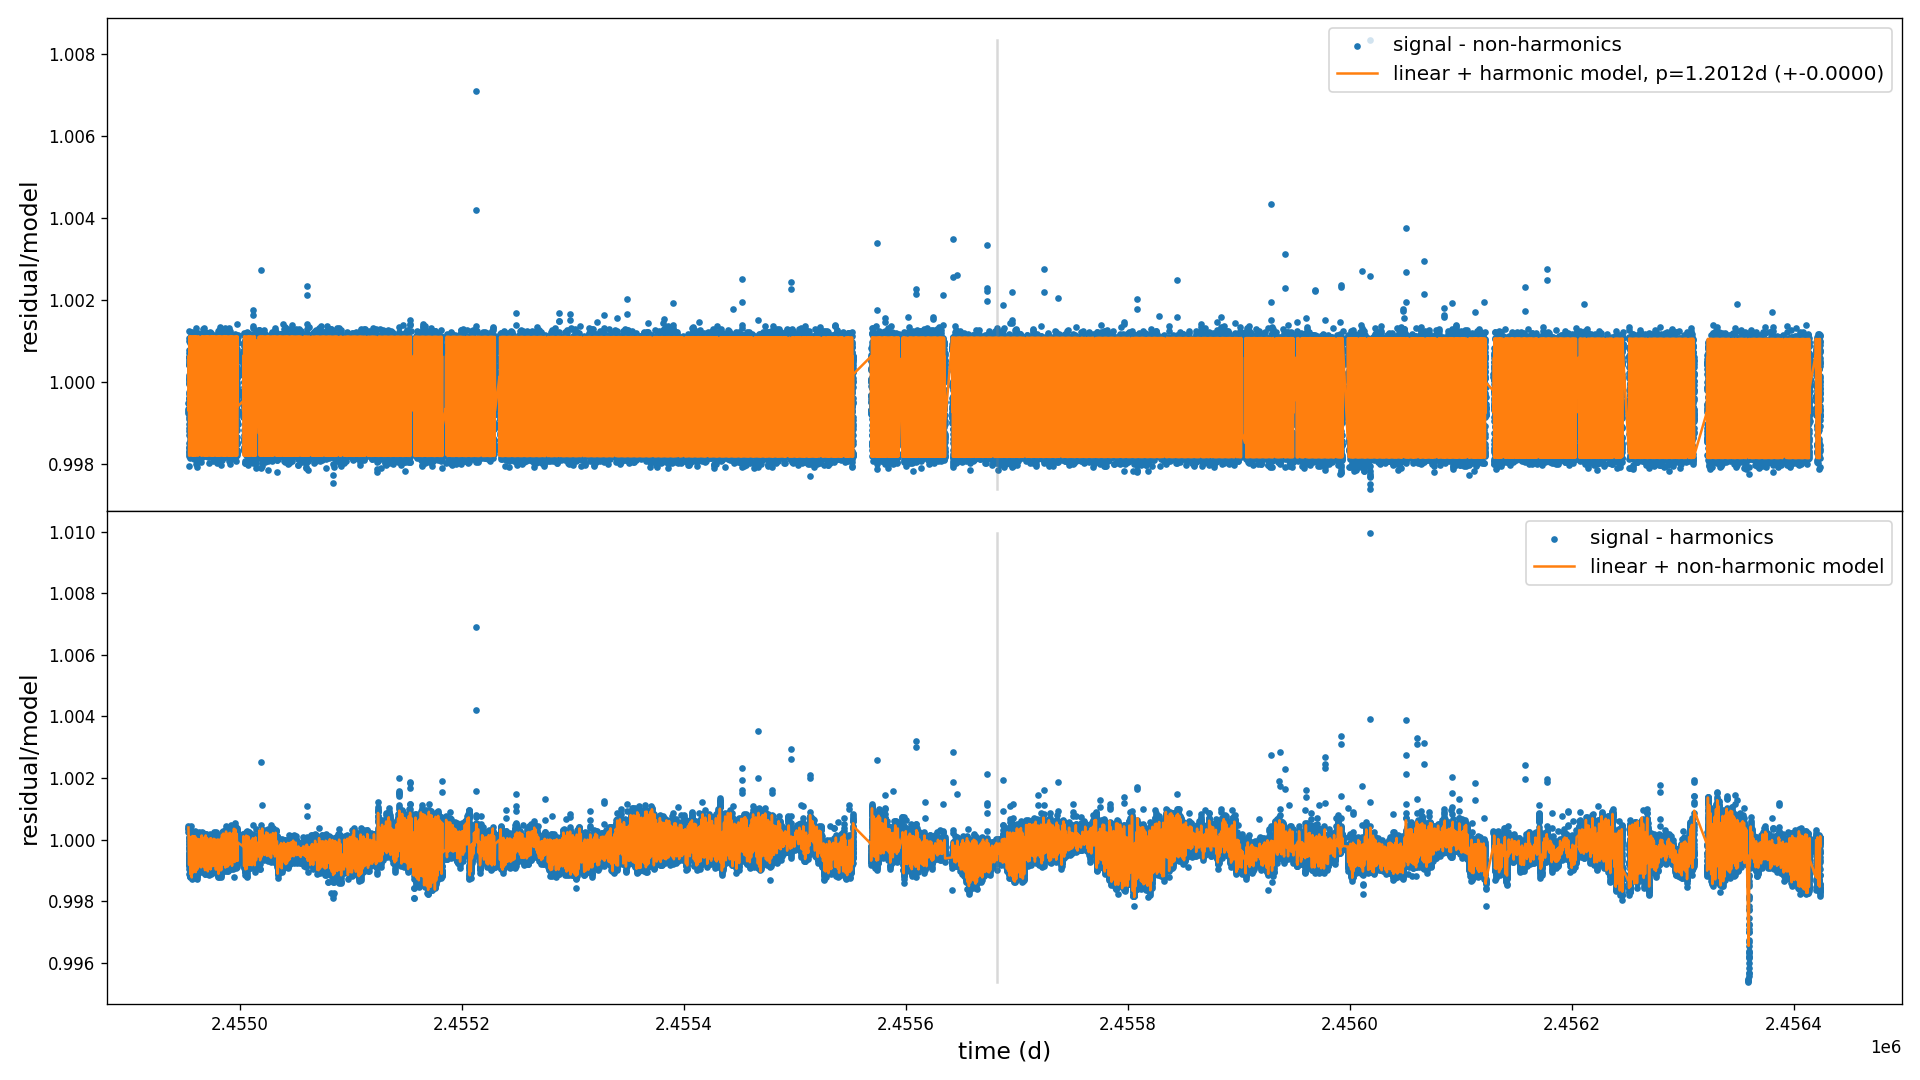 signal - non-harmonics
linear + harmonic model, p=1.2012d (+-0.0000)
residual/model
1.008
1.006
1.004
1.002
1.000
0.998
signal - harmonics
linear + non-harmonic model
residual/model
1.010
1.008
1.006
1.004
1.002
1.000
0.998
0.996
2.4550
2.4552
2.4554
2.4556
2.4558
2.4560
2.4562
2.4564
1e6
time (d)